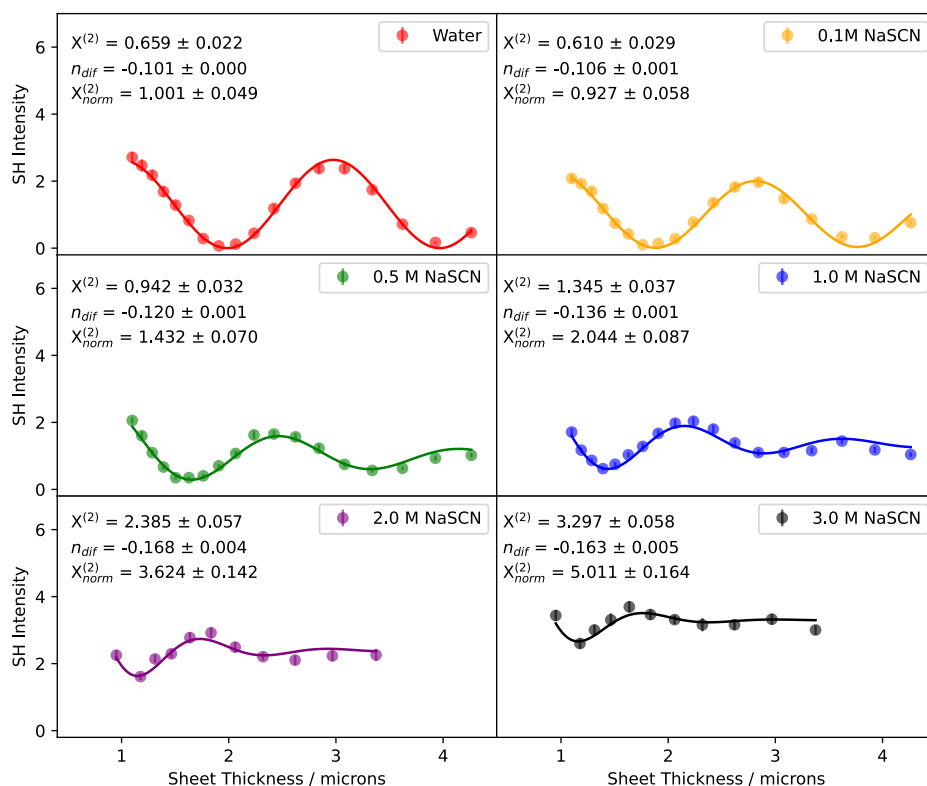 X(2) = 0.659 ± 0.022
n_dif = -0.101 ± 0.000
X(2)norm = 1.001 ± 0.049
Water
X(2) = 0.610 ± 0.029
n_dif = -0.106 ± 0.001
X(2)norm = 0.927 ± 0.058
0.1M NaSCN
SH Intensity
6
4
2
0
X(2) = 0.942 ± 0.032
n_dif = -0.120 ± 0.001
X(2)norm = 1.432 ± 0.070
0.5 M NaSCN
X(2) = 1.345 ± 0.037
n_dif = -0.136 ± 0.001
X(2)norm = 2.044 ± 0.087
1.0 M NaSCN
SH Intensity
6
4
2
0
X(2) = 2.385 ± 0.057
n_dif = -0.168 ± 0.004
X(2)norm = 3.624 ± 0.142
2.0 M NaSCN
X(2) = 3.297 ± 0.058
n_dif = -0.163 ± 0.005
X(2)norm = 5.011 ± 0.164
3.0 M NaSCN
SH Intensity
6
4
2
0
1 2 3 4
Sheet Thickness / microns
1 2 3 4
Sheet Thickness / microns